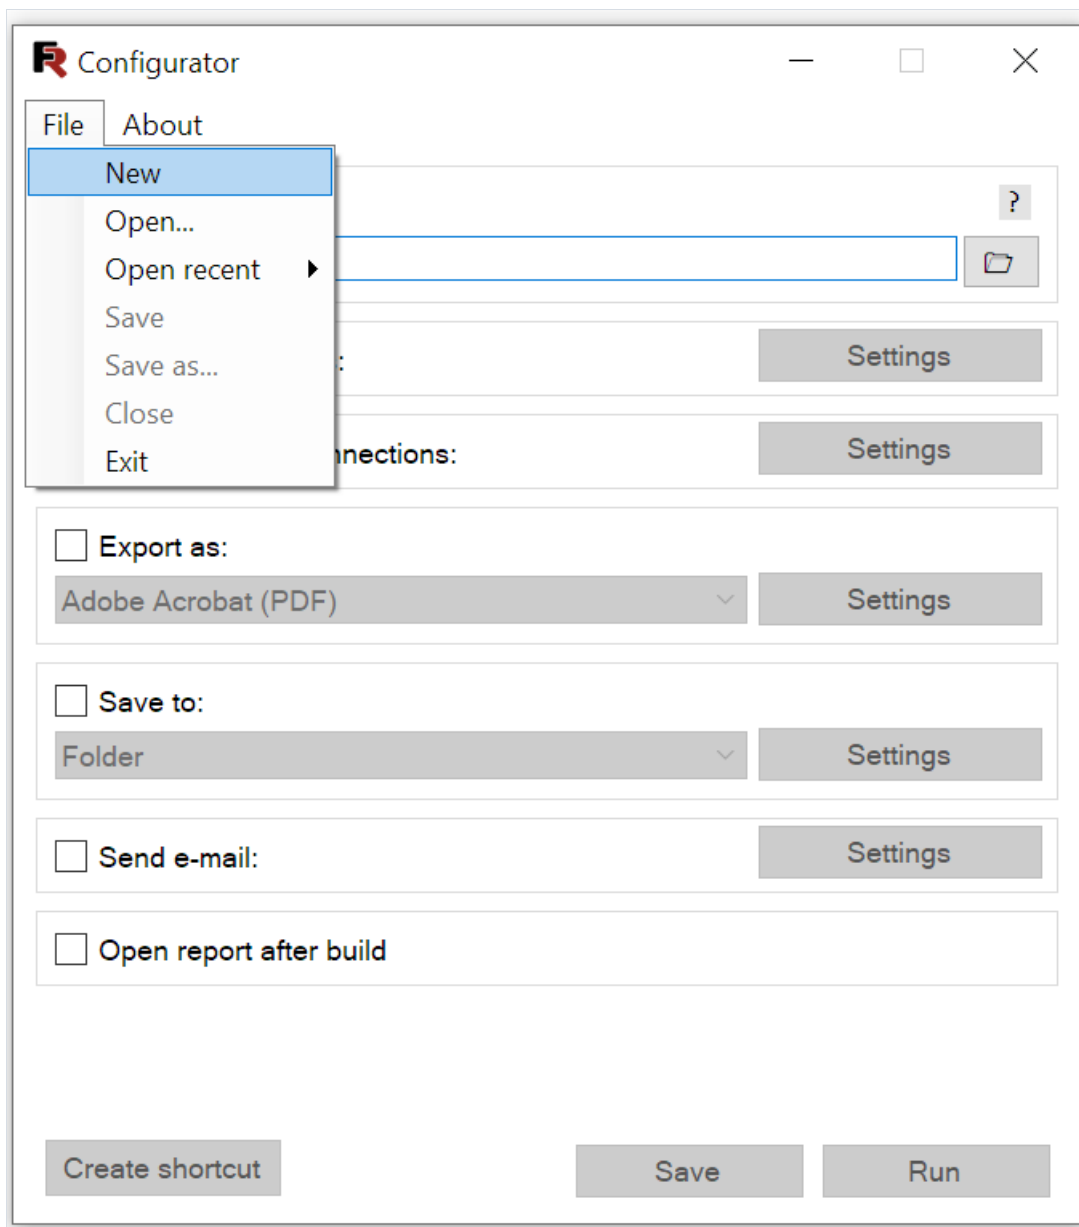 Configurator
File About
New
?
Open...
Open recent
Save
:
Settings
Save as...
Close
nnections:
Settings
Exit
Export as:
Adobe Acrobat (PDF)
Settings
Save to:
Folder
Settings
Send e-mail:
Settings
Open report after build
Create shortcut
Save
Run